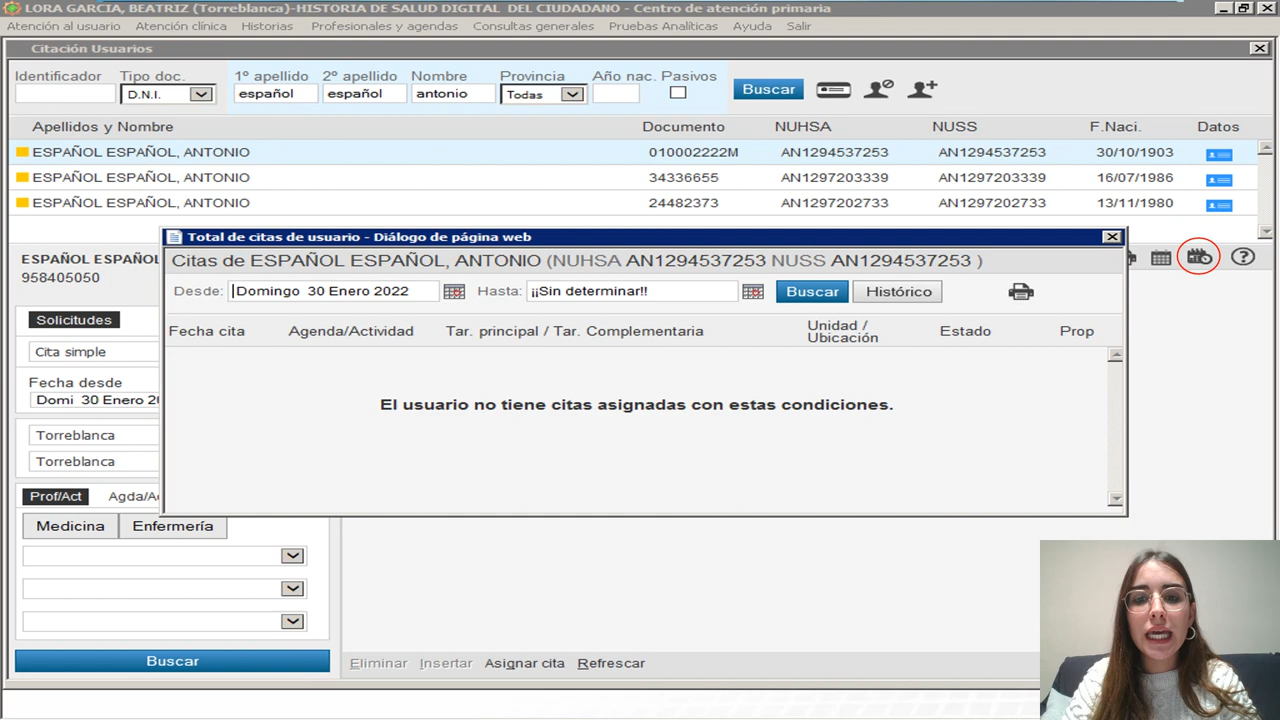 LORA GARCÍA, BEATRIZ (Torreblanca)-HISTORIA DE SALUD DIGITAL DEL CIUDADANO - Centro de atención primaria
Atención al usuario Atención clínica Historias Profesionales y agendas Consultas generales Pruebas Analíticas Ayuda Salir
Citación Usuarios
Identificador Tipo doc. 1º apellido 2º apellido Nombre Provincia Año nac. Pasivos
D.N.I. español español antonio Todas Buscar
Apellidos y Nombre Documento NUHSA NUSS F.Naci. Datos
ESPAÑOL ESPAÑOL, ANTONIO 010002222M AN1294537253 AN1294537253 30/10/1903
ESPAÑOL ESPAÑOL, ANTONIO 34336655 AN1297203339 AN1297203339 16/07/1986
ESPAÑOL ESPAÑOL, ANTONIO 24482373 AN1297202733 AN1297202733 13/11/1980
Total de citas de usuario - Diálogo de página web
ESPAÑOL ESPAÑOL
958405050
Citas de ESPAÑOL ESPAÑOL, ANTONIO (NUHSA AN1294537253 NUSS AN1294537253 )
Desde: Domingo 30 Enero 2022 Hasta: ¡¡Sin determinar!! Buscar Histórico
Fecha cita Agenda/Actividad Tar. principal / Tar. Complementaria Unidad / Ubicación Estado Prop
El usuario no tiene citas asignadas con estas condiciones.
Solicitudes
Cita simple
Fecha desde
Domi 30 Enero 20
Torreblanca
Torreblanca
Prof/Act Agda/A
Medicina Enfermería
Buscar
Eliminar Insertar Asignar cita Refrescar